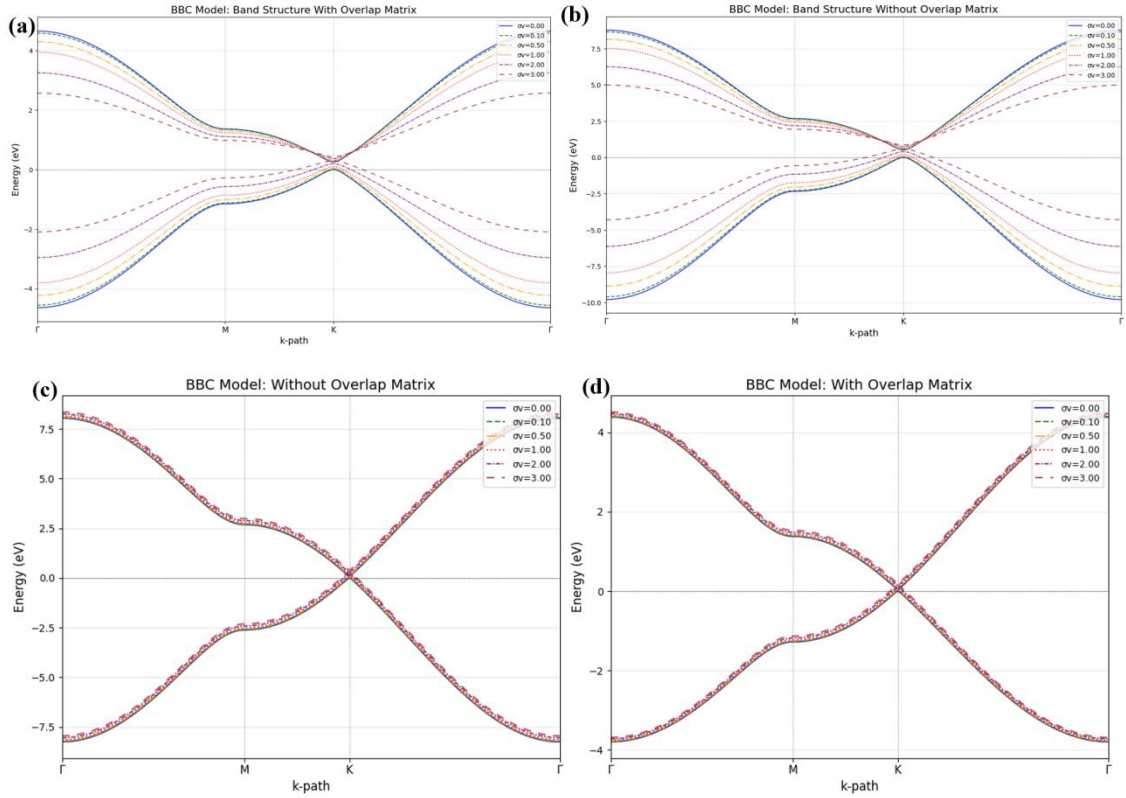 (a)
BBC Model: Band Structure With Overlap Matrix
σv=0.00
σv=0.10
σv=0.50
σv=1.00
σv=2.00
σv=3.00
4
2
0
−2
−4
Energy (eV)
Γ
M
K
Γ
k-path
(b)
BBC Model: Band Structure Without Overlap Matrix
σv=0.00
σv=0.10
σv=0.50
σv=1.00
σv=2.00
σv=3.00
7.5
5.0
2.5
0.0
−2.5
−5.0
−7.5
−10.0
Energy (eV)
Γ
M
K
Γ
k-path
(c)
BBC Model: Without Overlap Matrix
σv=0.00
σv=0.10
σv=0.50
σv=1.00
σv=2.00
σv=3.00
7.5
5.0
2.5
0.0
−2.5
−5.0
−7.5
Energy (eV)
Γ
M
K
Γ
k-path
(d)
BBC Model: With Overlap Matrix
σv=0.00
σv=0.10
σv=0.50
σv=1.00
σv=2.00
σv=3.00
4
2
0
−2
−4
Energy (eV)
Γ
M
K
Γ
k-path